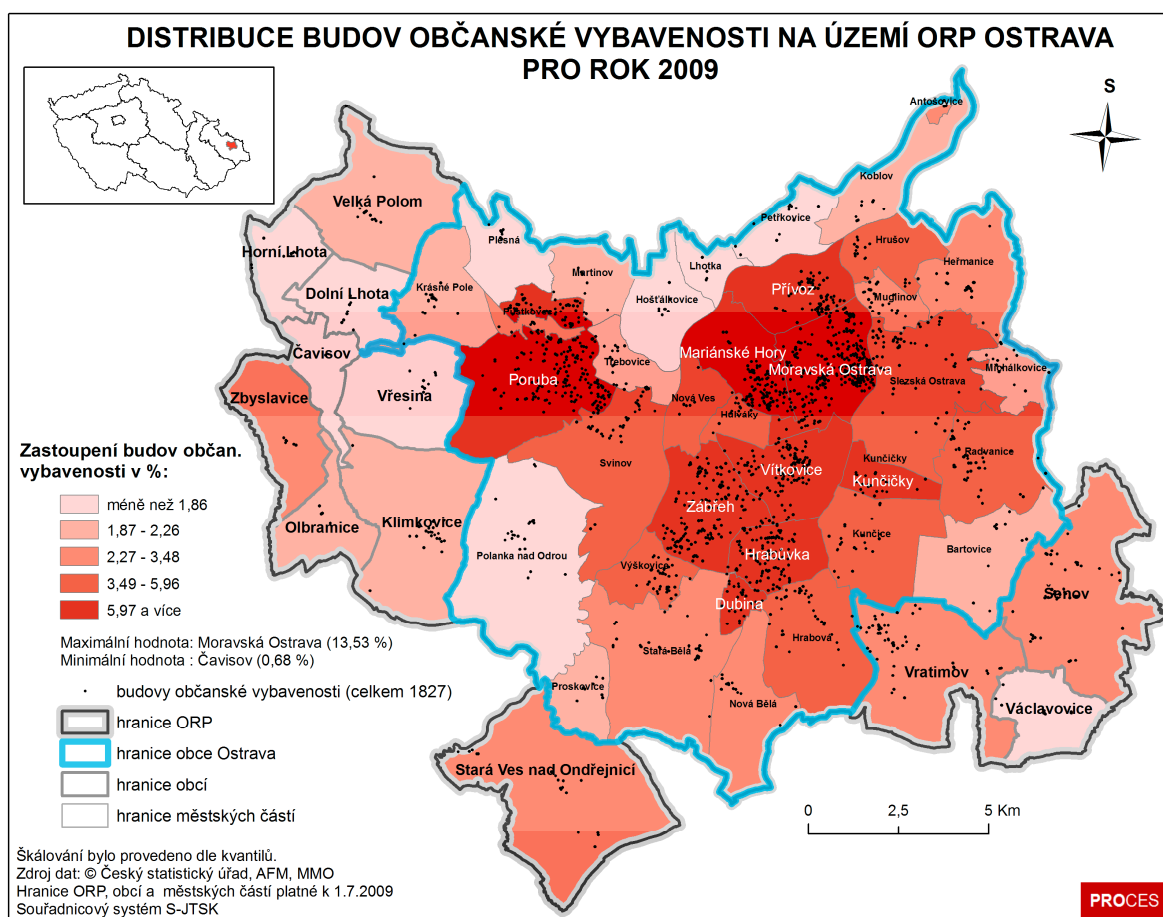 DISTRIBUCE BUDOV OBČANSKÉ VYBAVENOSTI NA ÚZEMÍ ORP OSTRAVA
PRO ROK 2009
S
Antošovice
Koblov
Velká Polom
Petřkovice
Plesná
Hrušov
Horní Lhota
Lhotka
Heřmanice
Martinov
Dolní Lhota
Krásné Pole
Přívoz
Hošťálkovice
Muglinov
Pustkovec
Čavisov
Mariánské Hory
Třebovice
Moravská Ostrava
Michálkovice
Poruba
Slezská Ostrava
Zbyslavice
Vřesina
Nová Ves
Hulváky
Zastoupení budov občan.
vybavenosti v %:
Svinov
Vítkovice
Kunčičky
Radvanice
Kunčičky
méně než 1,86
1,87 - 2,26
2,27 - 3,48
3,49 - 5,96
5,97 a více
Zábřeh
Olbramice
Klimkovice
Polanka nad Odrou
Hrabůvka
Kunčice
Bartovice
Výškovice
Šenov
Dubina
Hrabová
Maximální hodnota: Moravská Ostrava (13,53 %)
Minimální hodnota : Čavisov (0,68 %)
Stará Bělá
Vratimov
budovy občanské vybavenosti (celkem 1827)
Proskovice
Nová Bělá
Václavovice
hranice ORP
hranice obce Ostrava
hranice obcí
hranice městských částí
Stará Ves nad Ondřejnicí
0 2,5 5 Km
Škálování bylo provedeno dle kvantilů.
Zdroj dat: © Český statistický úřad, AFM, MMO
Hranice ORP, obcí a městských částí platné k 1.7.2009
Souřadnicový systém S-JTSK
PROCES